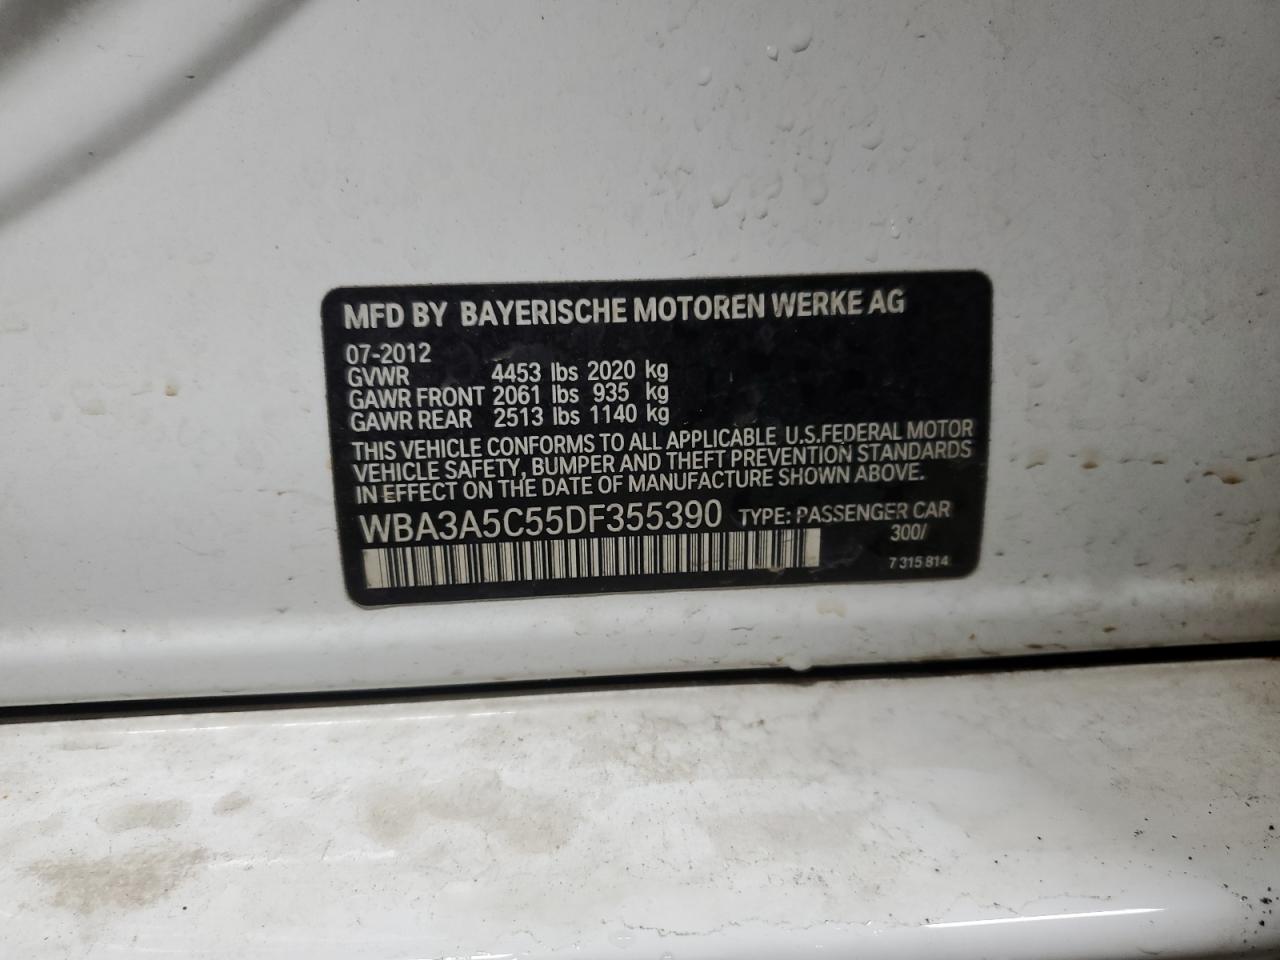 MFD BY BAYERISCHE MOTOREN WERKE AG
07-2012
GVWR 4453 lbs 2020 kg
GAWR FRONT 2061 lbs 935 kg
GAWR REAR 2513 lbs 1140 kg
THIS VEHICLE CONFORMS TO ALL APPLICABLE U.S.FEDERAL MOTOR
VEHICLE SAFETY, BUMPER AND THEFT PREVENTION STANDARDS
IN EFFECT ON THE DATE OF MANUFACTURE SHOWN ABOVE.
WBA3A5C55DF355390 TYPE: PASSENGER CAR
300/
7 315 814